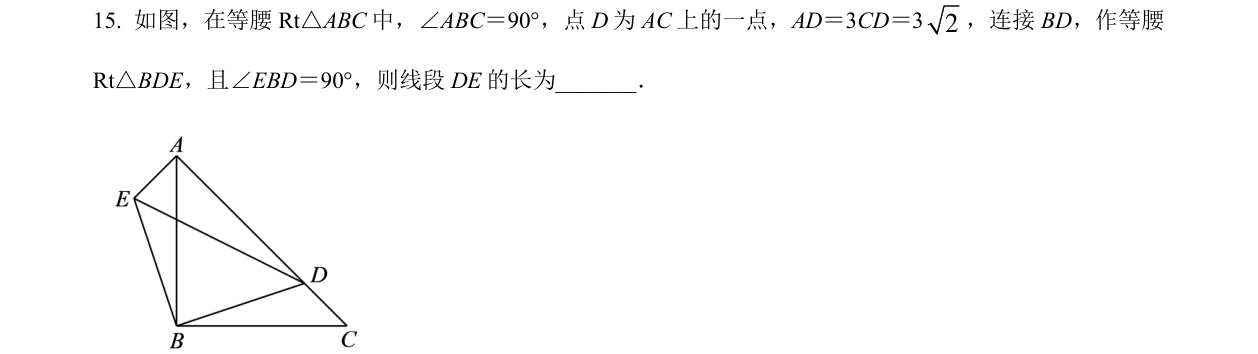 15. 如图，在等腰 Rt△ABC 中，∠ABC＝90°，点 D 为 AC 上的一点，AD＝3CD＝3√2，连接 BD，作等腰
Rt△BDE，且∠EBD＝90°，则线段 DE 的长为_______．
A
E
D
B
C